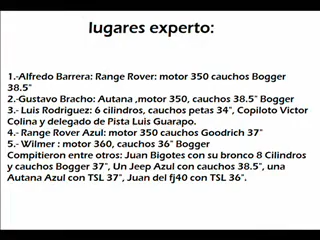 lugares experto:
1.-Alfredo Barrera: Range Rover: motor 350 cauchos Bogger
38.5"
2.-Gustavo Bracho: Autana ,motor 350, cauchos 38.5" Bogger
3.- Luis Rodriguez: 6 cilindros, cauchos petas 34", Copiloto Victor
Colina y delegado de Pista Luis Guarapo.
4.- Range Rover Azul: motor 350 cauchos Goodrich 37"
5.- Wilmer : motor 360, cauchos 36" Bogger
Compitieron entre otros: Juan Bigotes con su bronco 8 Cilindros
y cauchos Bogger 37", Un Jeep Azul con cauchos 38.5", una
Autana Azul con TSL 37", Juan del fj40 con TSL 36".